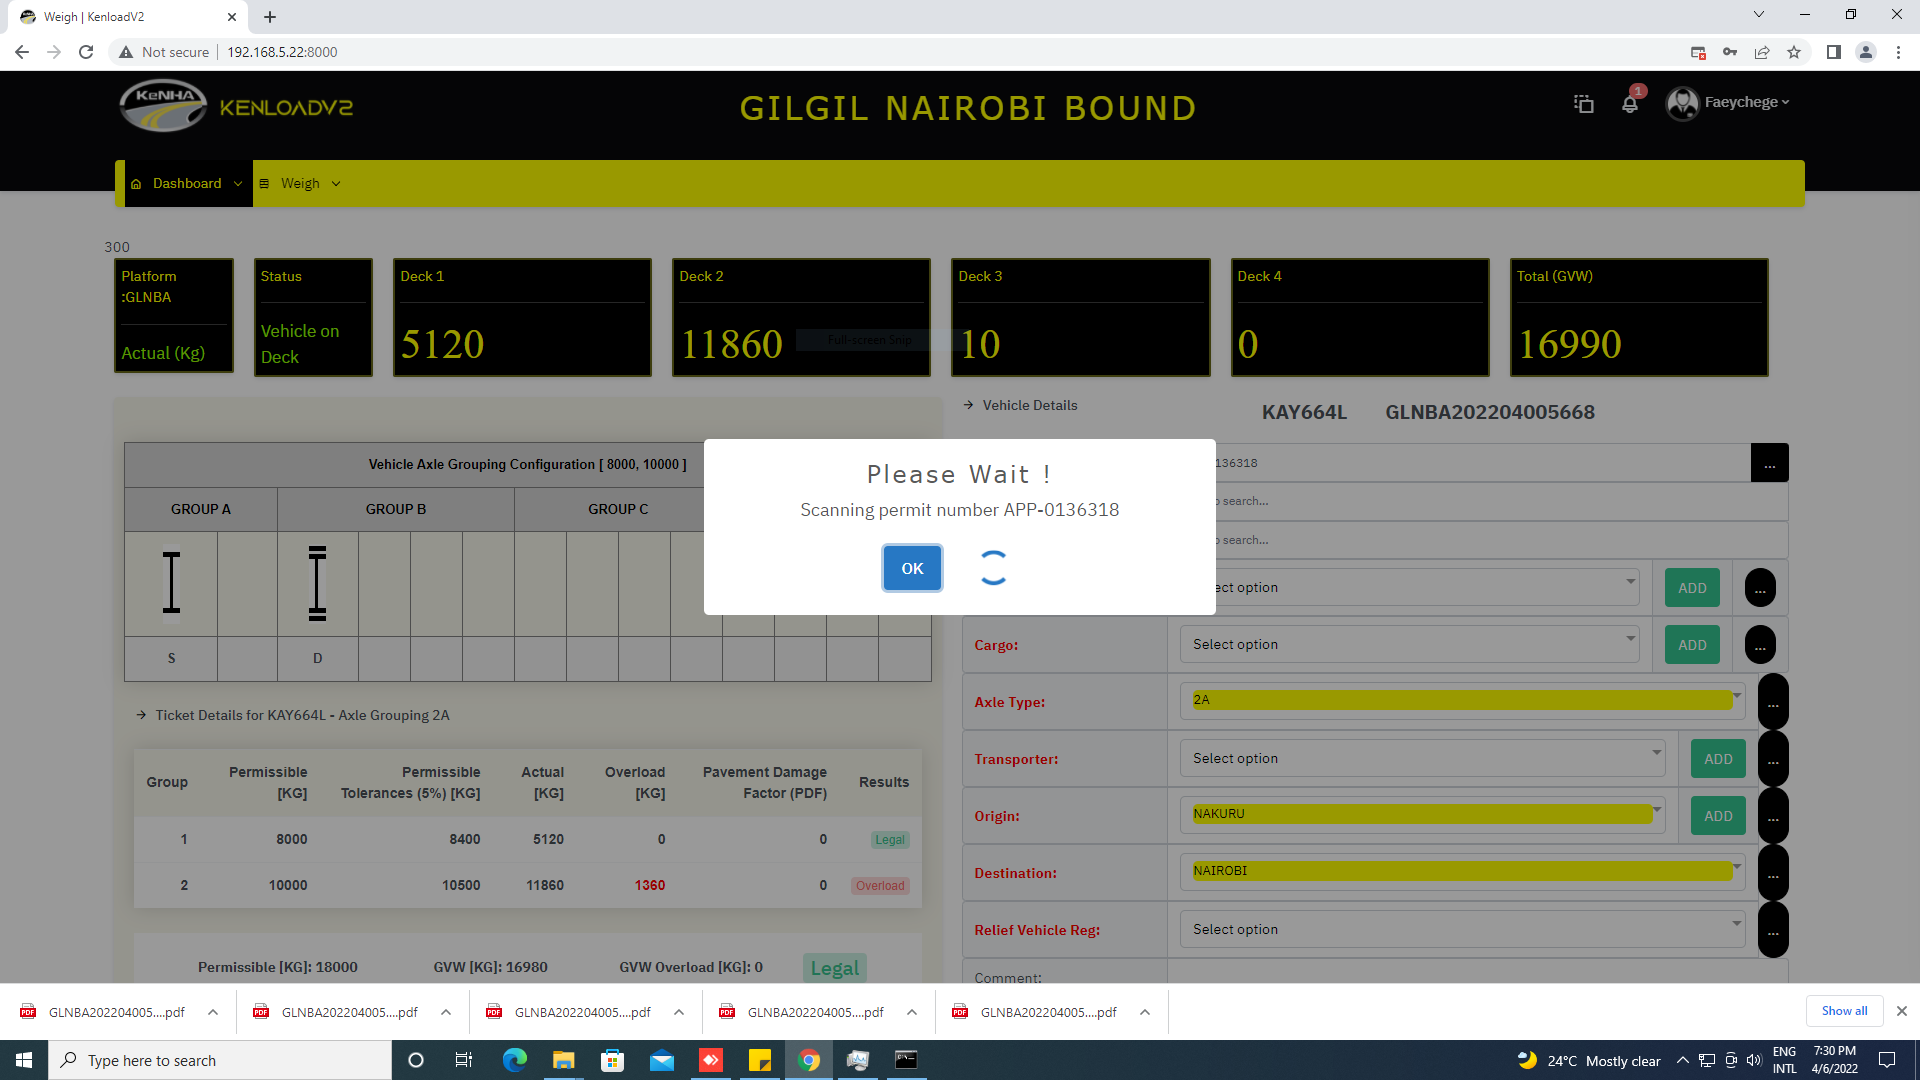 Weigh | KenloadV2
Not secure
192.168.5.22:8000
KeNHA
KENLOADV2
GILGIL NAIROBI BOUND
1
Faeychege
Dashboard
Weigh
300
Platform
:GLNBA
Actual (Kg)
Status
Vehicle on
Deck
Deck 1
5120
Deck 2
11860
Full-screen Snip
Deck 3
10
Deck 4
0
Total (GVW)
16990
Vehicle Axle Grouping Configuration [ 8000, 10000 ]
GROUP A
GROUP B
GROUP C
S
D
Ticket Details for KAY664L - Axle Grouping 2A
Group
Permissible
[KG]
Permissible
Tolerances (5%) [KG]
Actual
[KG]
Overload
[KG]
Pavement Damage
Factor (PDF)
Results
1 8000 8400 5120 0 0 Legal
2 10000 10500 11860 1360 0 Overload
Permissible [KG]: 18000
GVW [KG]: 16980
GVW Overload [KG]: 0
Legal
Vehicle Details
KAY664L
GLNBA202204005668
136318
...
search...
search...
Please Wait !
Scanning permit number APP-0136318
OK
ect option
ADD
...
Cargo:
Select option
ADD
...
Axle Type:
2A
...
Transporter:
Select option
ADD
...
Origin:
NAKURU
ADD
...
Destination:
NAIROBI
...
Relief Vehicle Reg:
Select option
...
Comment:
GLNBA202204005....pdf
GLNBA202204005....pdf
GLNBA202204005....pdf
GLNBA202204005....pdf
GLNBA202204005....pdf
Show all
Type here to search
24°C Mostly clear
ENG
INTL
7:30 PM
4/6/2022